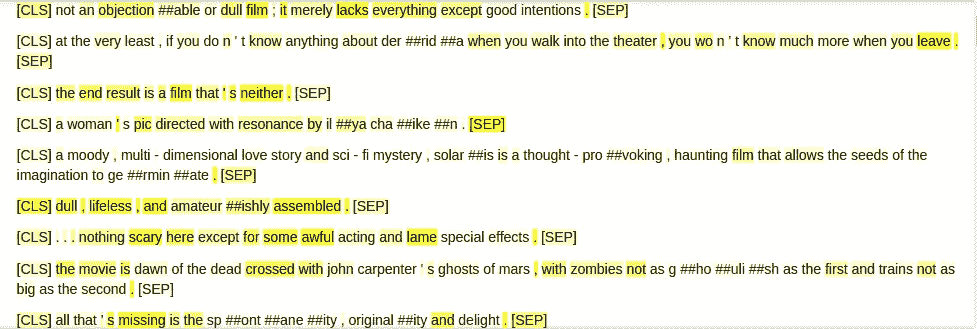 [CLS] not an objection ##able or dull film ; it merely lacks everything except good intentions . [SEP]
[CLS] at the very least , if you do n ' t know anything about der ##rid ##a when you walk into the theater , you wo n ' t know much more when you leave .
[SEP]
[CLS] the end result is a film that ' s neither . [SEP]
[CLS] a woman ' s pic directed with resonance by il ##ya cha ##ike ##n . [SEP]
[CLS] a moody , multi - dimensional love story and sci - fi mystery , solar ##is is a thought - pro ##voking , haunting film that allows the seeds of the
imagination to ge ##rmin ##ate . [SEP]
[CLS] dull , lifeless , and amateur ##ishly assembled . [SEP]
[CLS] . . . nothing scary here except for some awful acting and lame special effects . [SEP]
[CLS] the movie is dawn of the dead crossed with john carpenter ' s ghosts of mars , with zombies not as g ##ho ##uli ##sh as the first and trains not as
big as the second . [SEP]
[CLS] all that ' s missing is the sp ##ont ##ane ##ity , original ##ity and delight . [SEP]